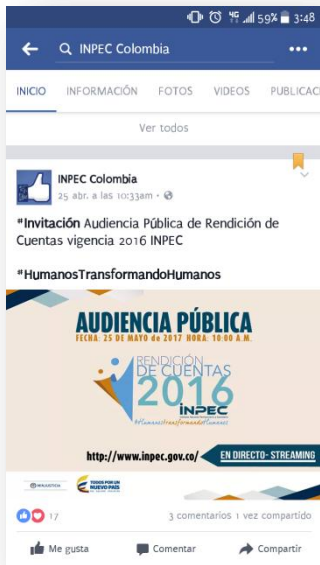 4G 59% 3:48
INPEC Colombia
INICIO INFORMACIÓN FOTOS VIDEOS PUBLICACI
Ver todos
INPEC Colombia
25 abr. a las 10:33am ·
#Invitación Audiencia Pública de Rendición de
Cuentas vigencia 2016 INPEC
#HumanosTransformandoHumanos
AUDIENCIA PÚBLICA
FECHA: 25 DE MAYO de 2017 HORA: 10:00 A.M.
RENDICIÓN
DE CUENTAS
2016
INPEC
#HumanosTransformandoHumanos
http://www.inpec.gov.co/
EN DIRECTO- STREAMING
MINJUSTICIA
TODOS POR UN
NUEVO PAÍS
17
3 comentarios 1 vez compartido
Me gusta Comentar Compartir